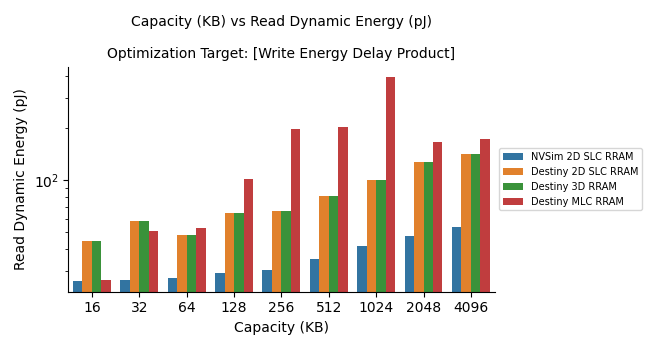 Capacity (KB) vs Read Dynamic Energy (pJ)
Optimization Target: [Write Energy Delay Product]
Read Dynamic Energy (pJ)
10²
NVSim 2D SLC RRAM
Destiny 2D SLC RRAM
Destiny 3D RRAM
Destiny MLC RRAM
16 32 64 128 256 512 1024 2048 4096
Capacity (KB)